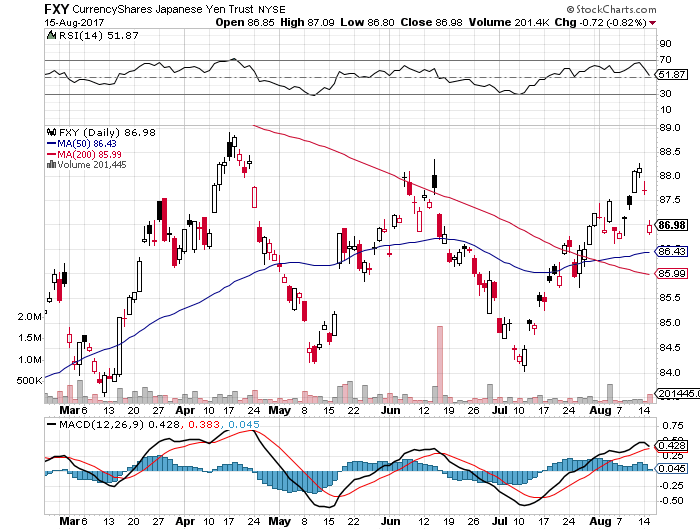 FXY CurrencyShares Japanese Yen Trust NYSE © StockCharts.com
15-Aug-2017 Open 86.85 High 87.09 Low 86.80 Close 86.98 Volume 201.4K Chg -0.72 (-0.82%)
RSI(14) 51.87
90
70
51.87
30
10
FXY (Daily) 86.98
MA(50) 86.43
MA(200) 85.99
Volume 201,445
89.0
88.5
88.0
87.5
86.98
86.43
85.99
85.5
85.0
84.5
84.0
2.0M
1.5M
1.0M
500K
201445.0
Mar 6 13 20 27 Apr 10 17 24 May 8 15 22 Jun 12 19 26 Jul 10 17 24 Aug 7 14
MACD(12,26,9) 0.428, 0.383, 0.045
0.75
0.428
0.045
-0.25
-0.50
Mar 6 13 20 27 Apr 10 17 24 May 8 15 22 Jun 12 19 26 Jul 10 17 24 Aug 7 14